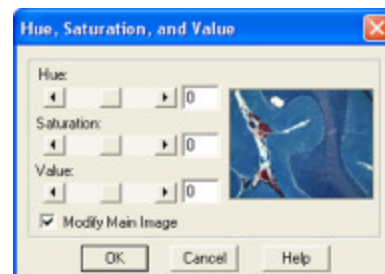 Hue, Saturation, and Value
Hue:
0
Saturation:
0
Value:
0
Modify Main Image
OK Cancel Help